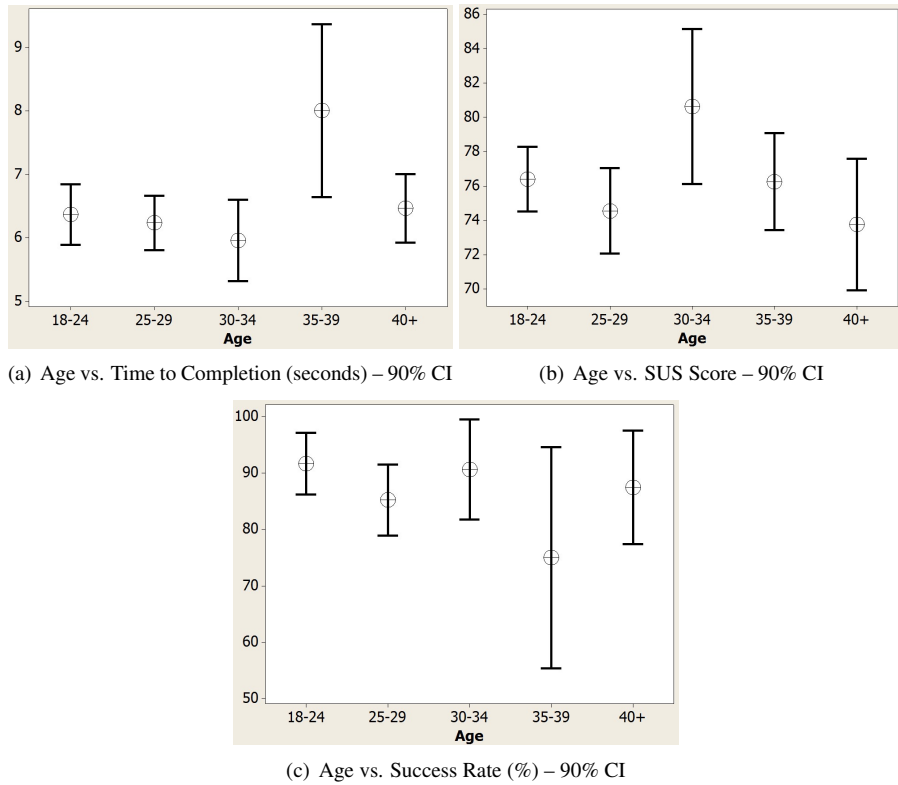 9
8
7
6
5
18-24 25-29 30-34 35-39 40+
Age
(a) Age vs. Time to Completion (seconds) – 90% CI
86
84
82
80
78
76
74
72
70
18-24 25-29 30-34 35-39 40+
Age
(b) Age vs. SUS Score – 90% CI
100
90
80
70
60
50
18-24 25-29 30-34 35-39 40+
Age
(c) Age vs. Success Rate (%) – 90% CI